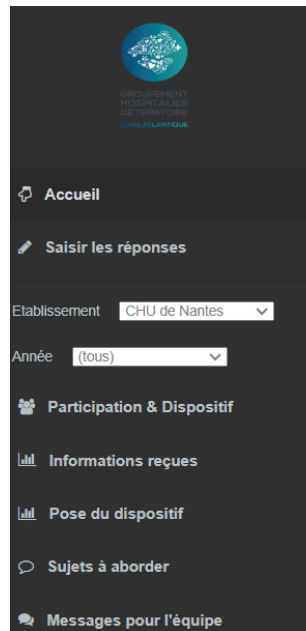 GROUPEMENT
HOSPITALIER
DE TERRITOIRE
LOIRE ATLANTIQUE
Accueil
Saisir les réponses
Etablissement CHU de Nantes
Année (tous)
Participation & Dispositif
Informations reçues
Pose du dispositif
Sujets à aborder
Messages pour l'équipe